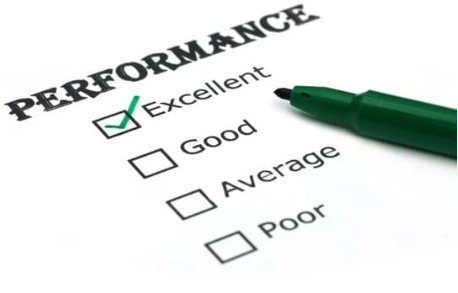 PERFORMANCE
Excellent
Good
Average
Poor